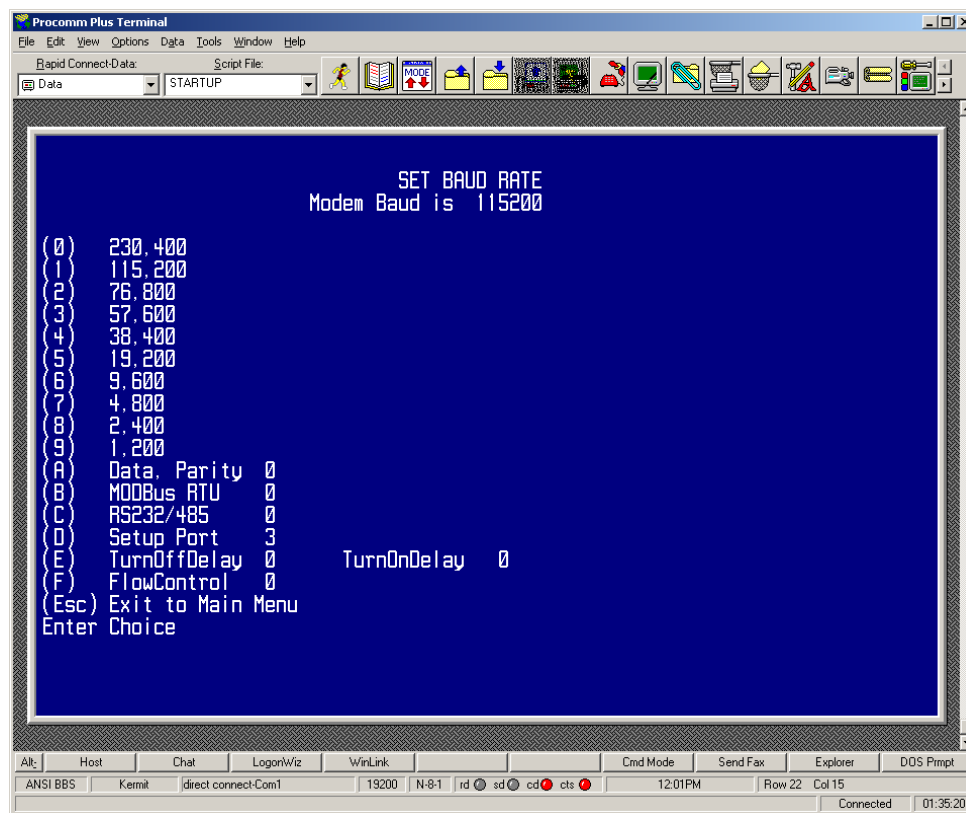 Procomm Plus Terminal
File Edit View Options Data Tools Window Help
Rapid Connect-Data: Script File:
Data STARTUP MODE
SET BAUD RATE
Modem Baud is 115200
(0) 230,400
(1) 115,200
(2) 76,800
(3) 57,600
(4) 38,400
(5) 19,200
(6) 9,600
(7) 4,800
(8) 2,400
(9) 1,200
(A) Data, Parity 0
(B) MODBus RTU 0
(C) RS232/485 0
(D) Setup Port 3
(E) TurnOffDelay 0 TurnOnDelay 0
(F) FlowControl 0
(Esc) Exit to Main Menu
Enter Choice
Alt: Host Chat LogonWiz WinLink Cmd Mode Send Fax Explorer DOS Prmpt
ANSI BBS Kermit direct connect-Com1 19200 N-8-1 rd sd cd cts 12:01PM Row 22 Col 15
Connected 01:35:20